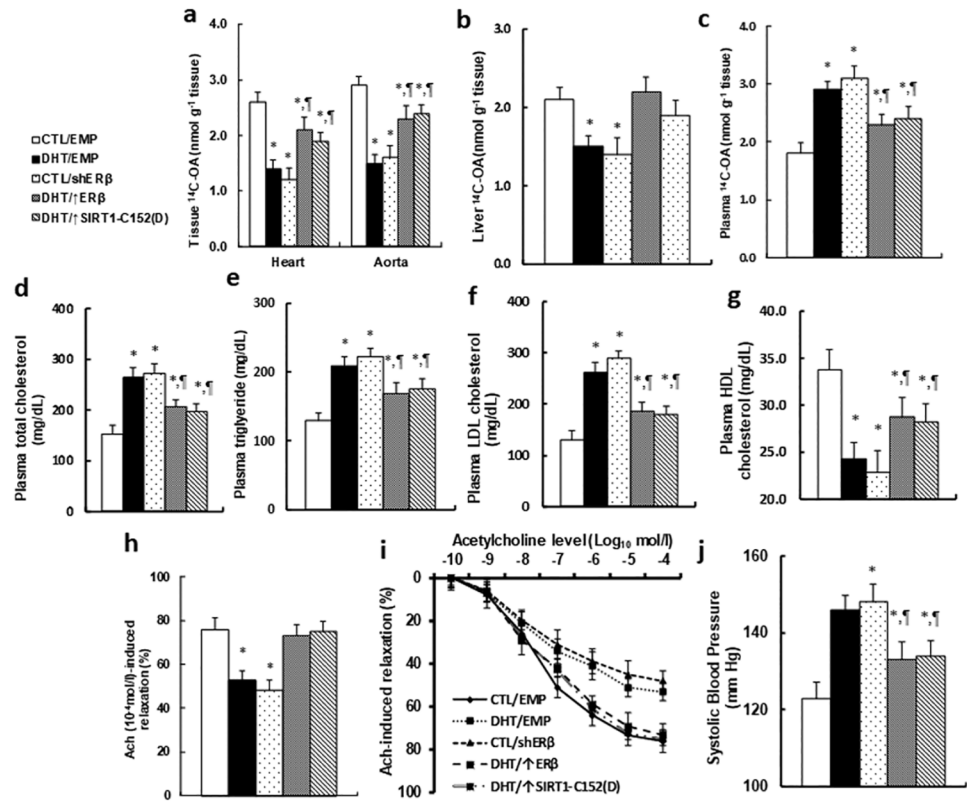 CTL/EMP
DHT/EMP
CTL/shERβ
DHT/↑ERβ
DHT/↑SIRT1-C152(D)
a
Tissue ¹⁴C-OA (nmol g⁻¹ tissue)
4.0
3.0
2.0
1.0
0.0
* * *,¶ *,¶
* * *,¶ *,¶
Heart Aorta
b
Liver ¹⁴C-OA (nmol g⁻¹ tissue)
3.0
2.0
1.0
0.0
* *
c
Plasma ¹⁴C-OA (nmol g⁻¹ tissue)
4.0
3.0
2.0
1.0
0.0
* * *,¶ *,¶
d
Plasma total cholesterol
(mg/dL)
400
300
200
100
0
* * *,¶ *,¶
e
Plasma triglyceride (mg/dL)
300
200
100
0
* * *,¶ *,¶
f
Plasma LDL cholesterol
(mg/dL)
400
300
200
100
0
* * *,¶ *,¶
g
Plasma HDL
cholesterol (mg/dL)
40.0
35.0
30.0
25.0
20.0
* * *,¶ *,¶
h
Ach (10⁻⁴mol/l)-induced
relaxation (%)
100
80
60
40
20
0
* *
i
Acetylcholine level (Log₁₀ mol/l)
-10 -9 -8 -7 -6 -5 -4
Ach-induced relaxation (%)
0
20
40
60
80
100
CTL/EMP
DHT/EMP
CTL/shERβ
DHT/↑ERβ
DHT/↑SIRT1-C152(D)
j
Systolic Blood Pressure
(mm Hg)
160
140
120
100
* *,¶ *,¶